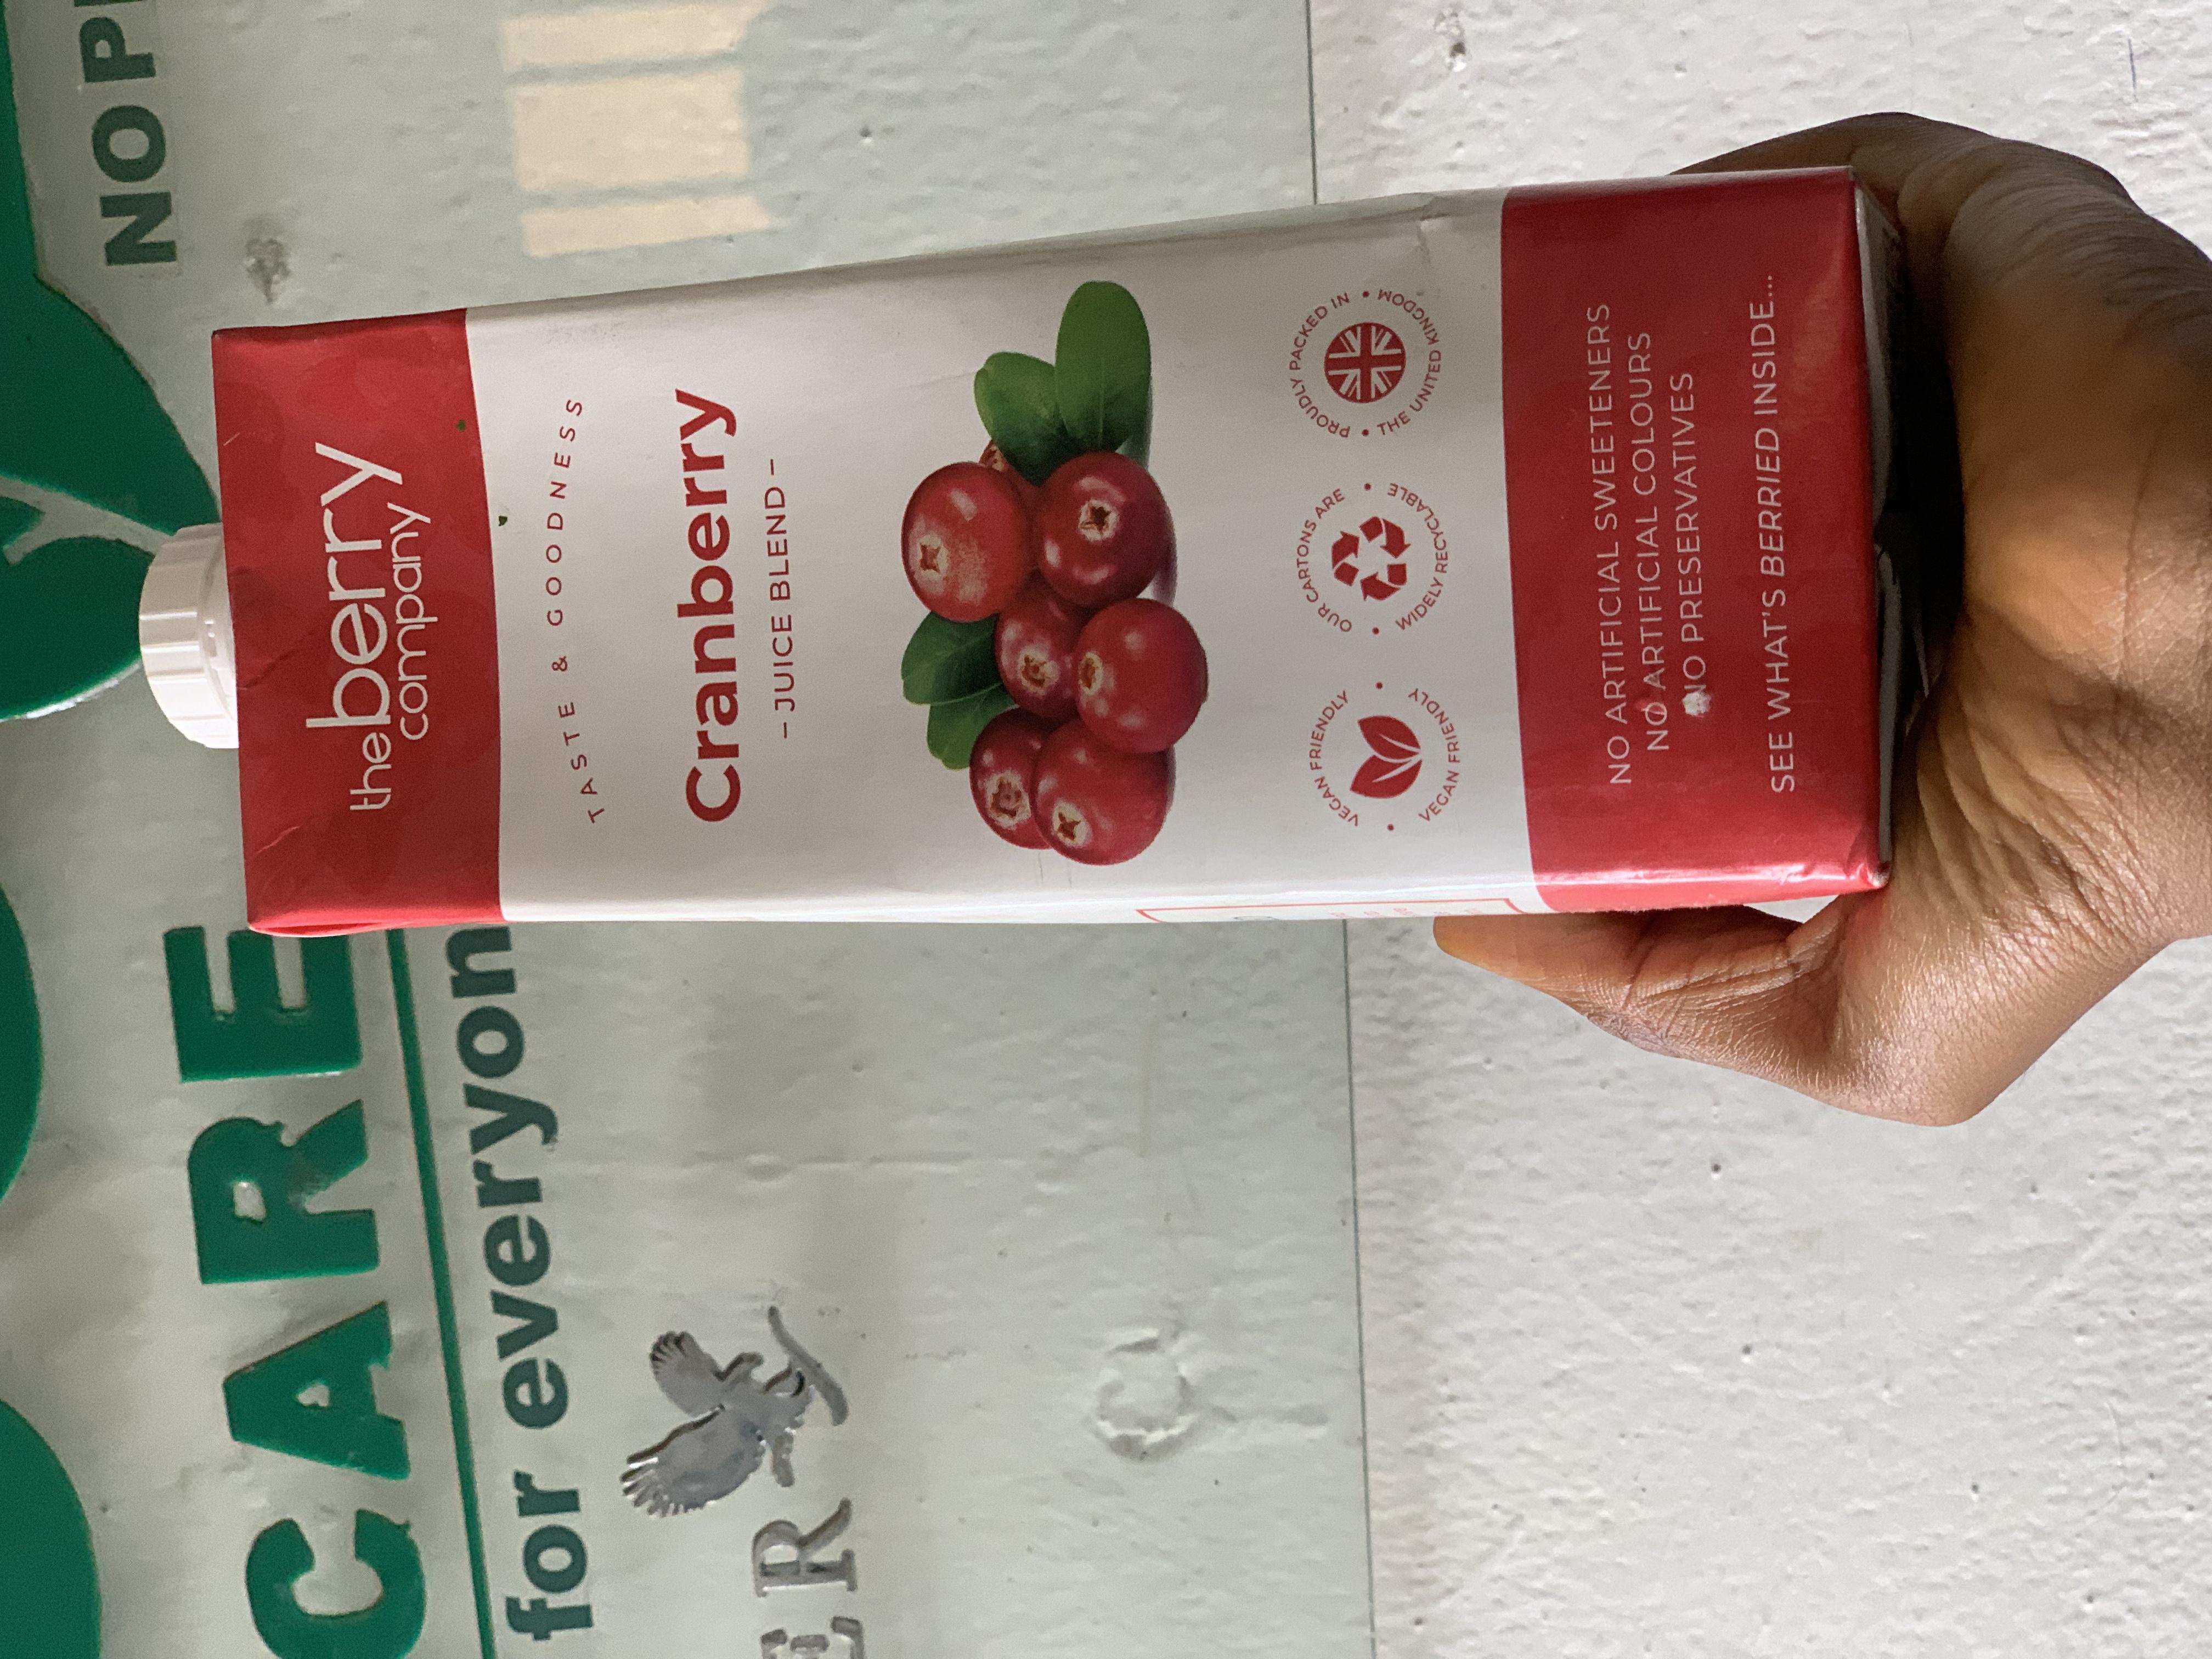 the berry
company
TASTE & GOODNESS
Cranberry
– JUICE BLEND –
VEGAN FRIENDLY • VEGAN FRIENDLY •
OUR CARTONS ARE • WIDELY RECYCLABLE •
PROUDLY PACKED IN • THE UNITED KINGDOM •
NO ARTIFICIAL SWEETENERS
NO ARTIFICIAL COLOURS
NO PRESERVATIVES
SEE WHAT'S BERRIED INSIDE...
NO
CARE
for everyon
ER